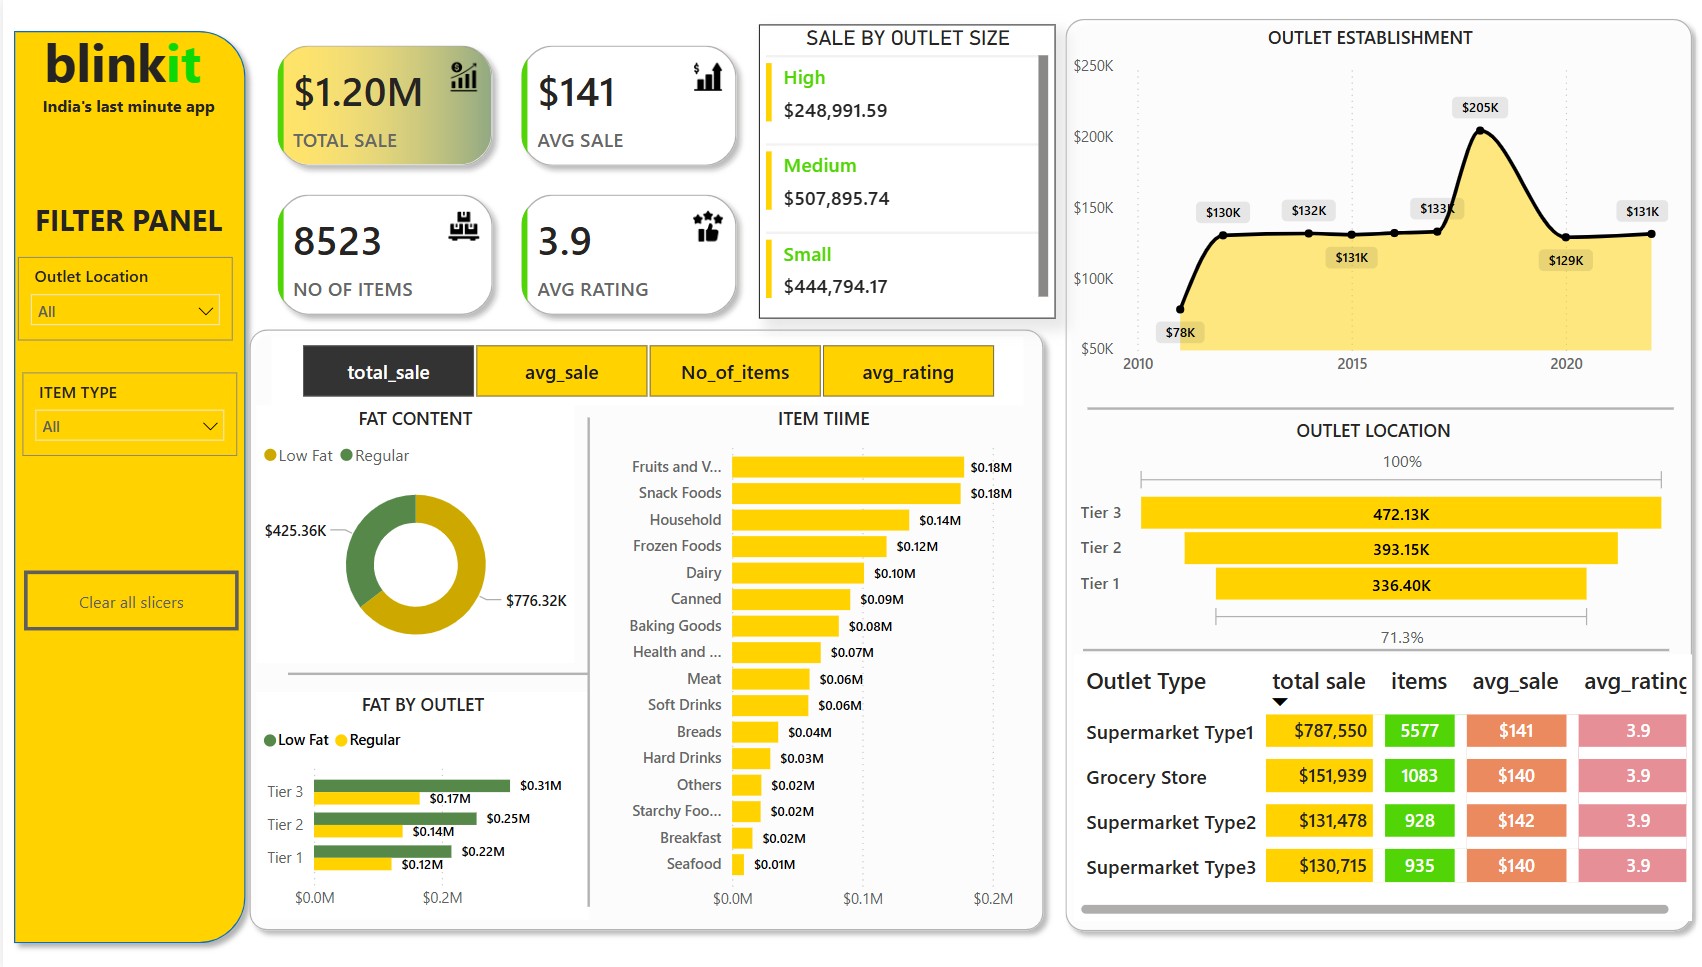 blinkit
India's last minute app
FILTER PANEL
Outlet Location
All
ITEM TYPE
All
Clear all slicers
$1.20M
TOTAL SALE
$141
AVG SALE
8523
NO OF ITEMS
3.9
AVG RATING
SALE BY OUTLET SIZE
High
$248,991.59
Medium
$507,895.74
Small
$444,794.17
total_sale avg_sale No_of_items avg_rating
FAT CONTENT
Low Fat Regular
$425.36K
$776.32K
FAT BY OUTLET
Low Fat Regular
Tier 3 $0.31M
$0.17M
Tier 2 $0.25M
$0.14M
Tier 1 $0.22M
$0.12M
$0.0M $0.2M
ITEM TIIME
Fruits and V... $0.18M
Snack Foods $0.18M
Household $0.14M
Frozen Foods $0.12M
Dairy $0.10M
Canned $0.09M
Baking Goods $0.08M
Health and ... $0.07M
Meat $0.06M
Soft Drinks $0.06M
Breads $0.04M
Hard Drinks $0.03M
Others $0.02M
Starchy Foo... $0.02M
Breakfast $0.02M
Seafood $0.01M
$0.0M $0.1M $0.2M
OUTLET ESTABLISHMENT
$250K
$200K
$150K
$100K
$50K
$78K
$130K
$132K
$131K
$133K
$205K
$129K
$131K
2010 2015 2020
OUTLET LOCATION
100%
Tier 3 472.13K
Tier 2 393.15K
Tier 1 336.40K
71.3%
Outlet Type total sale items avg_sale avg_rating
Supermarket Type1 $787,550 5577 $141 3.9
Grocery Store $151,939 1083 $140 3.9
Supermarket Type2 $131,478 928 $142 3.9
Supermarket Type3 $130,715 935 $140 3.9